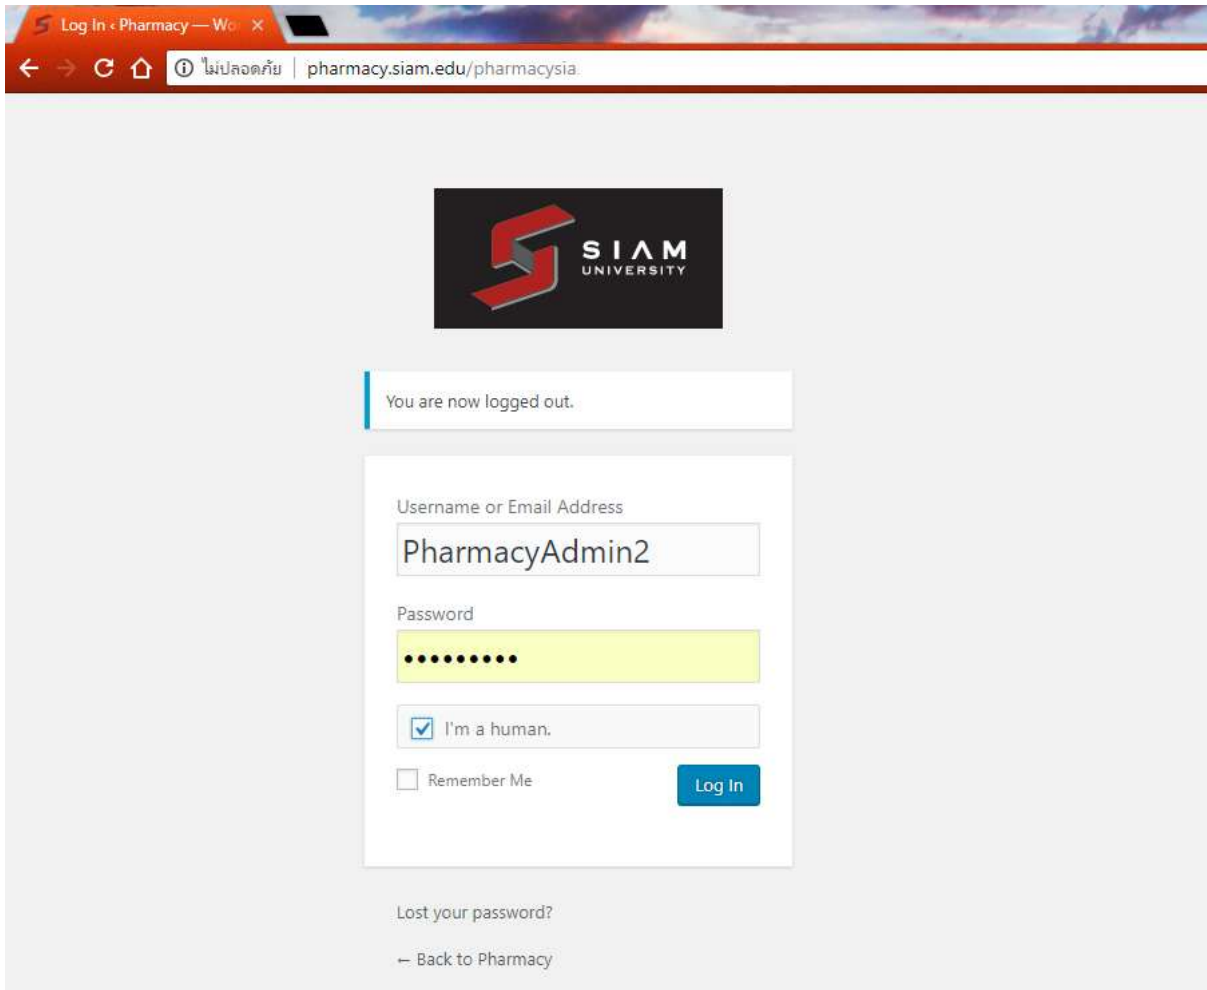 Log In ‹ Pharmacy — Wo
ไม่ปลอดภัย | pharmacy.siam.edu/pharmacysia
SIAM
UNIVERSITY
You are now logged out.
Username or Email Address
PharmacyAdmin2
Password
•••••••••
I'm a human.
Remember Me
Log In
Lost your password?
← Back to Pharmacy